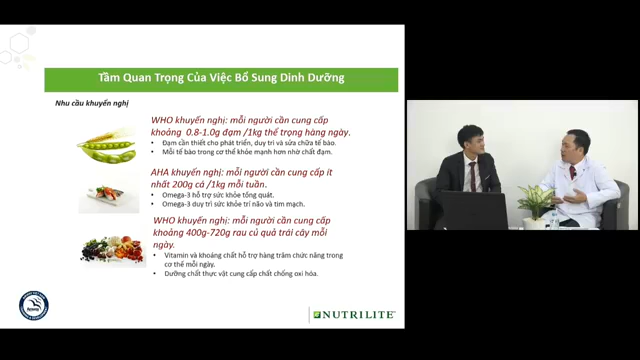 Tầm Quan Trọng Của Việc Bổ Sung Dinh Dưỡng
Nhu cầu khuyến nghị
WHO khuyến nghị: mỗi người cần cung cấp
khoảng 0.8-1.0g đạm /1kg thể trọng hàng ngày.
• Đạm cần thiết cho phát triển, duy trì và sửa chữa tế bào.
• Mỗi tế bào trong cơ thể khỏe mạnh hơn nhờ chất đạm.
AHA khuyến nghị: mỗi người cần cung cấp ít
nhất 200g cá /1kg mỗi tuần.
• Omega-3 hỗ trợ sức khỏe tổng quát.
• Omega-3 duy trì sức khỏe trí não và tim mạch.
WHO khuyến nghị: mỗi người cần cung cấp
khoảng 400g-720g rau củ quả trái cây mỗi
ngày.
• Vitamin và khoáng chất hỗ trợ hàng trăm chức năng trong
cơ thể mỗi ngày.
• Dưỡng chất thực vật cung cấp chất chống oxi hóa.
NUTRILITE